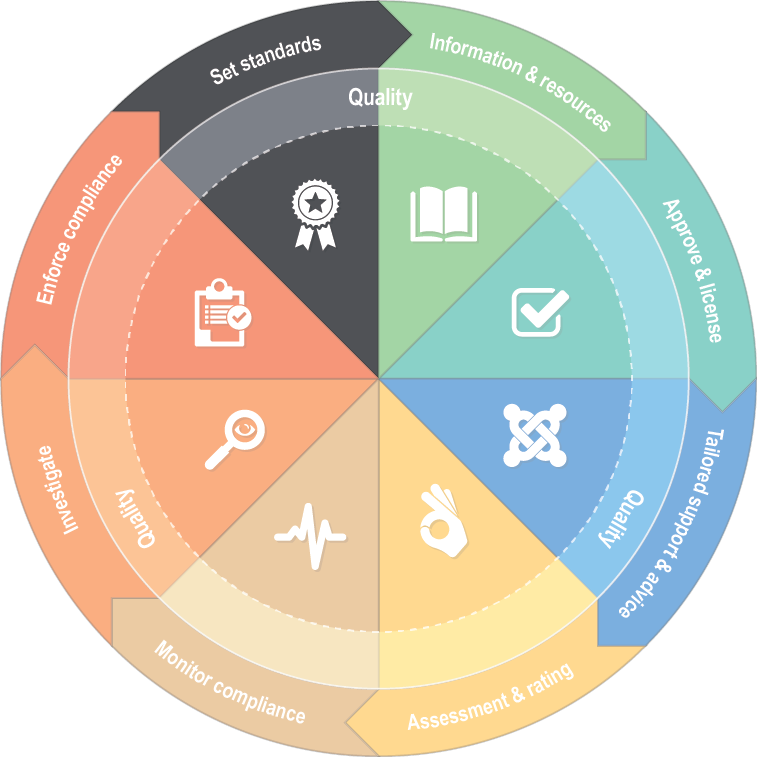 Set standards
Information & resources
Approve & license
Tailored support & advice
Assessment & rating
Monitor compliance
Investigate
Enforce compliance
Quality
Quality
Quality